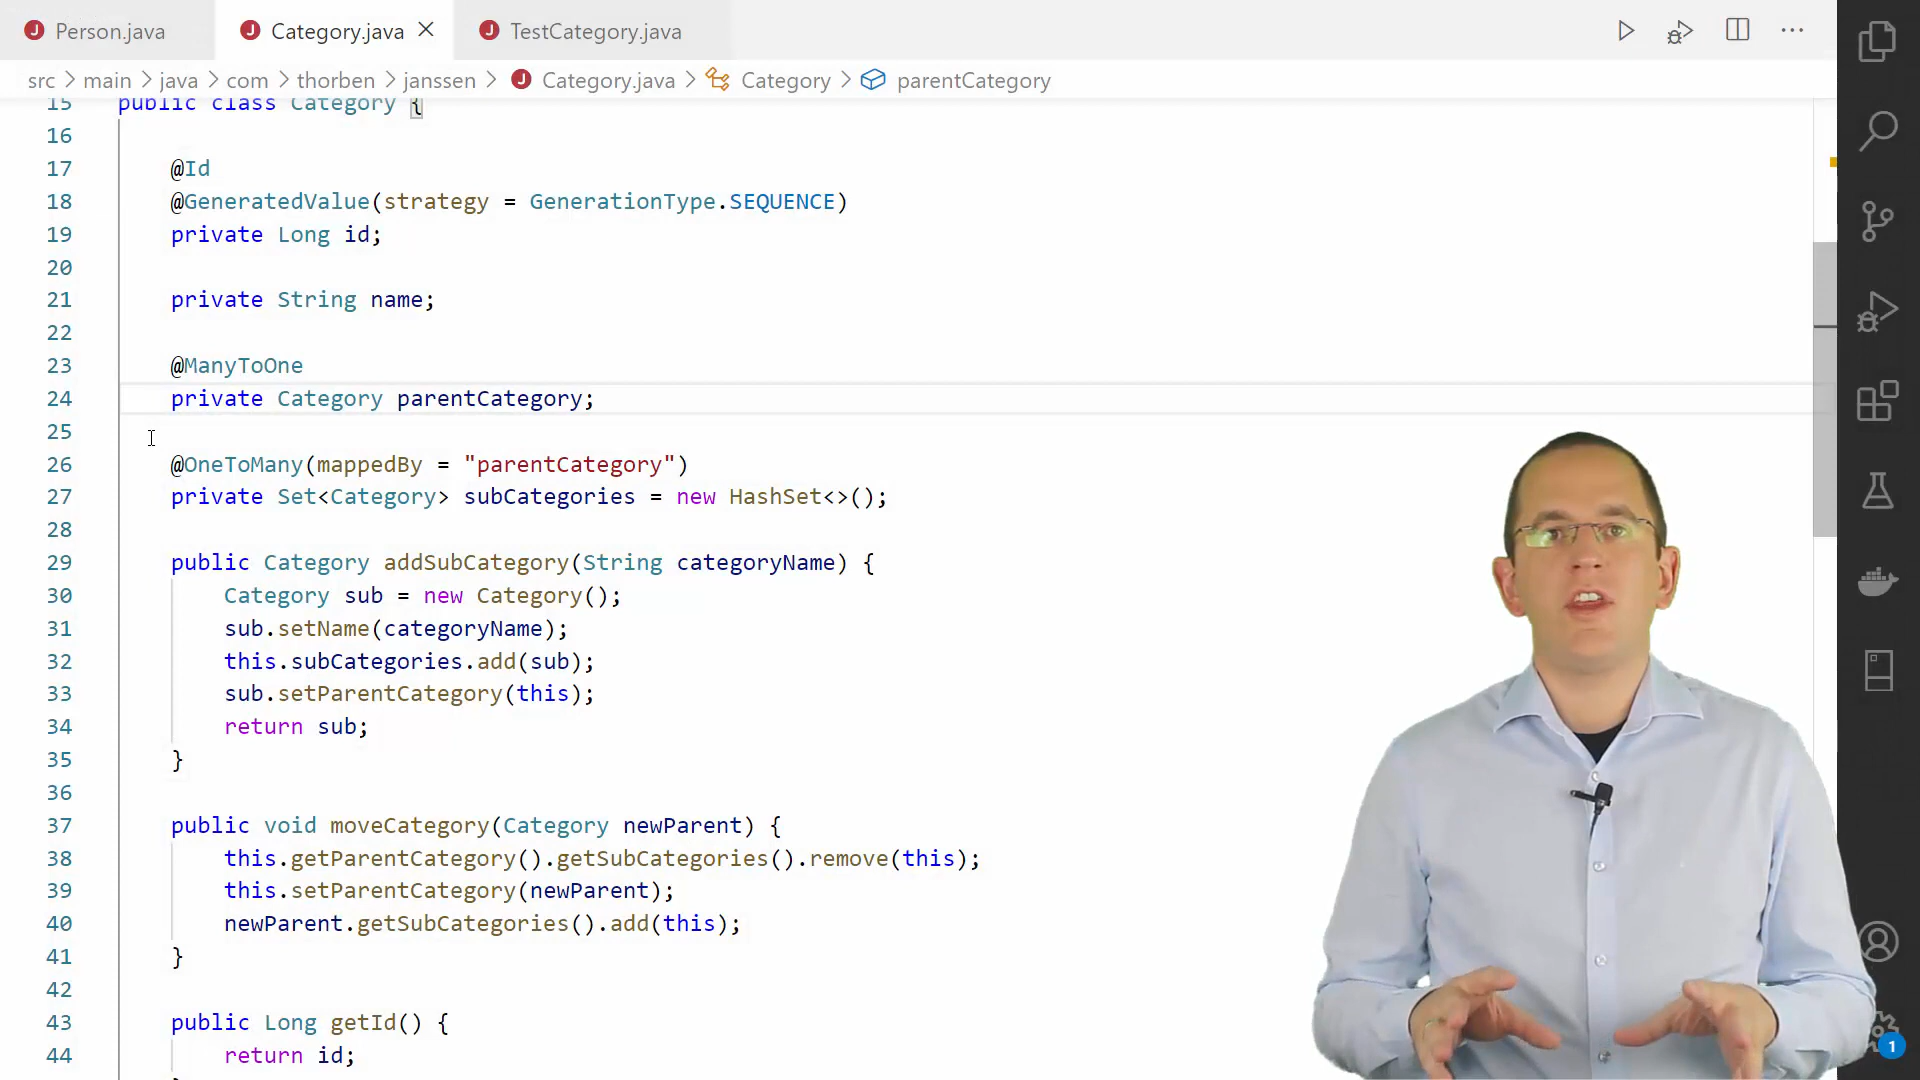 Person.java
Category.java
TestCategory.java
src > main > java > com > thorben > janssen > Category.java > Category > parentCategory
15 public class Category {
16
17 @Id
18 @GeneratedValue(strategy = GenerationType.SEQUENCE)
19 private Long id;
20
21 private String name;
22
23 @ManyToOne
24 private Category parentCategory;
25
26 @OneToMany(mappedBy = "parentCategory")
27 private Set<Category> subCategories = new HashSet<>();
28
29 public Category addSubCategory(String categoryName) {
30 Category sub = new Category();
31 sub.setName(categoryName);
32 this.subCategories.add(sub);
33 sub.setParentCategory(this);
34 return sub;
35 }
36
37 public void moveCategory(Category newParent) {
38 this.getParentCategory().getSubCategories().remove(this);
39 this.setParentCategory(newParent);
40 newParent.getSubCategories().add(this);
41 }
42
43 public Long getId() {
44 return id;
1